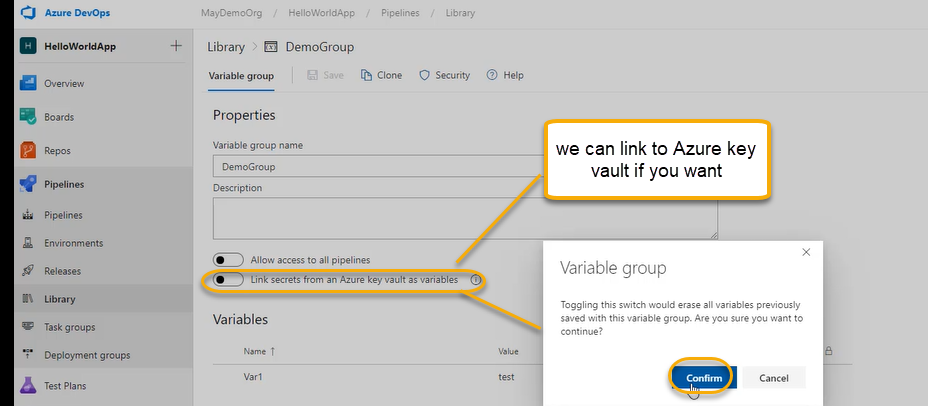 Azure DevOps
MayDemoOrg / HelloWorldApp / Pipelines / Library
H HelloWorldApp +
Overview
Boards
Repos
Pipelines
Pipelines
Environments
Releases
Library
Task groups
Deployment groups
Test Plans
Library > DemoGroup
Variable group Save Clone Security Help
Properties
Variable group name
DemoGroup
Description
Allow access to all pipelines
Link secrets from an Azure key vault as variables
we can link to Azure key
vault if you want
Variables
Name ↑ Value
Var1 test
Variable group
Toggling this switch would erase all variables previously
saved with this variable group. Are you sure you want to
continue?
Confirm Cancel